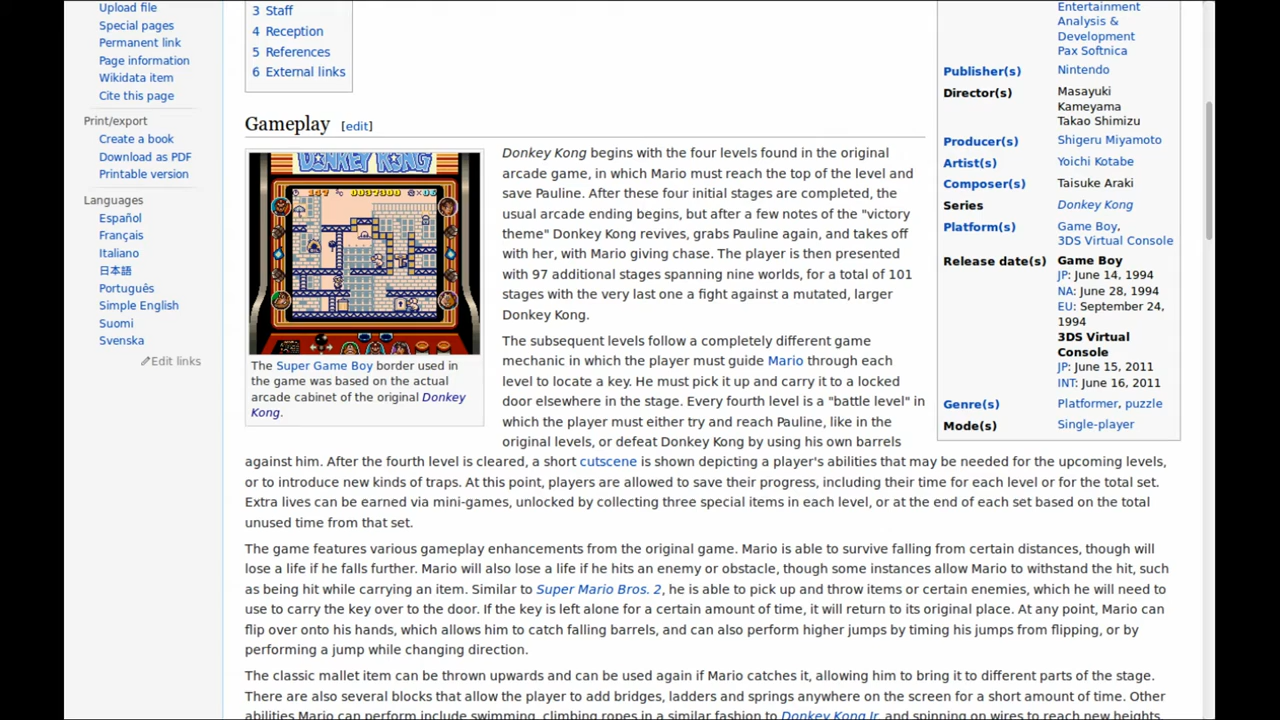 Upload file
Special pages
Permanent link
Page information
Wikidata item
Cite this page
Print/export
Create a book
Download as PDF
Printable version
Languages
Español
Français
Italiano
日本語
Português
Simple English
Suomi
Svenska
Edit links
3 Staff
4 Reception
5 References
6 External links
Gameplay [edit]
DONKEY KONG
The Super Game Boy border used in
the game was based on the actual
arcade cabinet of the original Donkey
Kong.
Donkey Kong begins with the four levels found in the original
arcade game, in which Mario must reach the top of the level and
save Pauline. After these four initial stages are completed, the
usual arcade ending begins, but after a few notes of the "victory
theme" Donkey Kong revives, grabs Pauline again, and takes off
with her, with Mario giving chase. The player is then presented
with 97 additional stages spanning nine worlds, for a total of 101
stages with the very last one a fight against a mutated, larger
Donkey Kong.
The subsequent levels follow a completely different game
mechanic in which the player must guide Mario through each
level to locate a key. He must pick it up and carry it to a locked
door elsewhere in the stage. Every fourth level is a "battle level" in
which the player must either try and reach Pauline, like in the
original levels, or defeat Donkey Kong by using his own barrels
against him. After the fourth level is cleared, a short cutscene is shown depicting a player's abilities that may be needed for the upcoming levels,
or to introduce new kinds of traps. At this point, players are allowed to save their progress, including their time for each level or for the total set.
Extra lives can be earned via mini-games, unlocked by collecting three special items in each level, or at the end of each set based on the total
unused time from that set.
The game features various gameplay enhancements from the original game. Mario is able to survive falling from certain distances, though will
lose a life if he falls further. Mario will also lose a life if he hits an enemy or obstacle, though some instances allow Mario to withstand the hit, such
as being hit while carrying an item. Similar to Super Mario Bros. 2, he is able to pick up and throw items or certain enemies, which he will need to
use to carry the key over to the door. If the key is left alone for a certain amount of time, it will return to its original place. At any point, Mario can
flip over onto his hands, which allows him to catch falling barrels, and can also perform higher jumps by timing his jumps from flipping, or by
performing a jump while changing direction.
The classic mallet item can be thrown upwards and can be used again if Mario catches it, allowing him to bring it to different parts of the stage.
There are also several blocks that allow the player to add bridges, ladders and springs anywhere on the screen for a short amount of time. Other
abilities Mario can perform include swimming, climbing ropes in a similar fashion to Donkey Kong Jr. and spinning on wires to reach new heights.
Entertainment
Analysis &
Development
Pax Softnica
Publisher(s) Nintendo
Director(s) Masayuki
Kameyama
Takao Shimizu
Producer(s) Shigeru Miyamoto
Artist(s) Yoichi Kotabe
Composer(s) Taisuke Araki
Series Donkey Kong
Platform(s) Game Boy,
3DS Virtual Console
Release date(s) Game Boy
JP: June 14, 1994
NA: June 28, 1994
EU: September 24,
1994
3DS Virtual
Console
JP: June 15, 2011
INT: June 16, 2011
Genre(s) Platformer, puzzle
Mode(s) Single-player